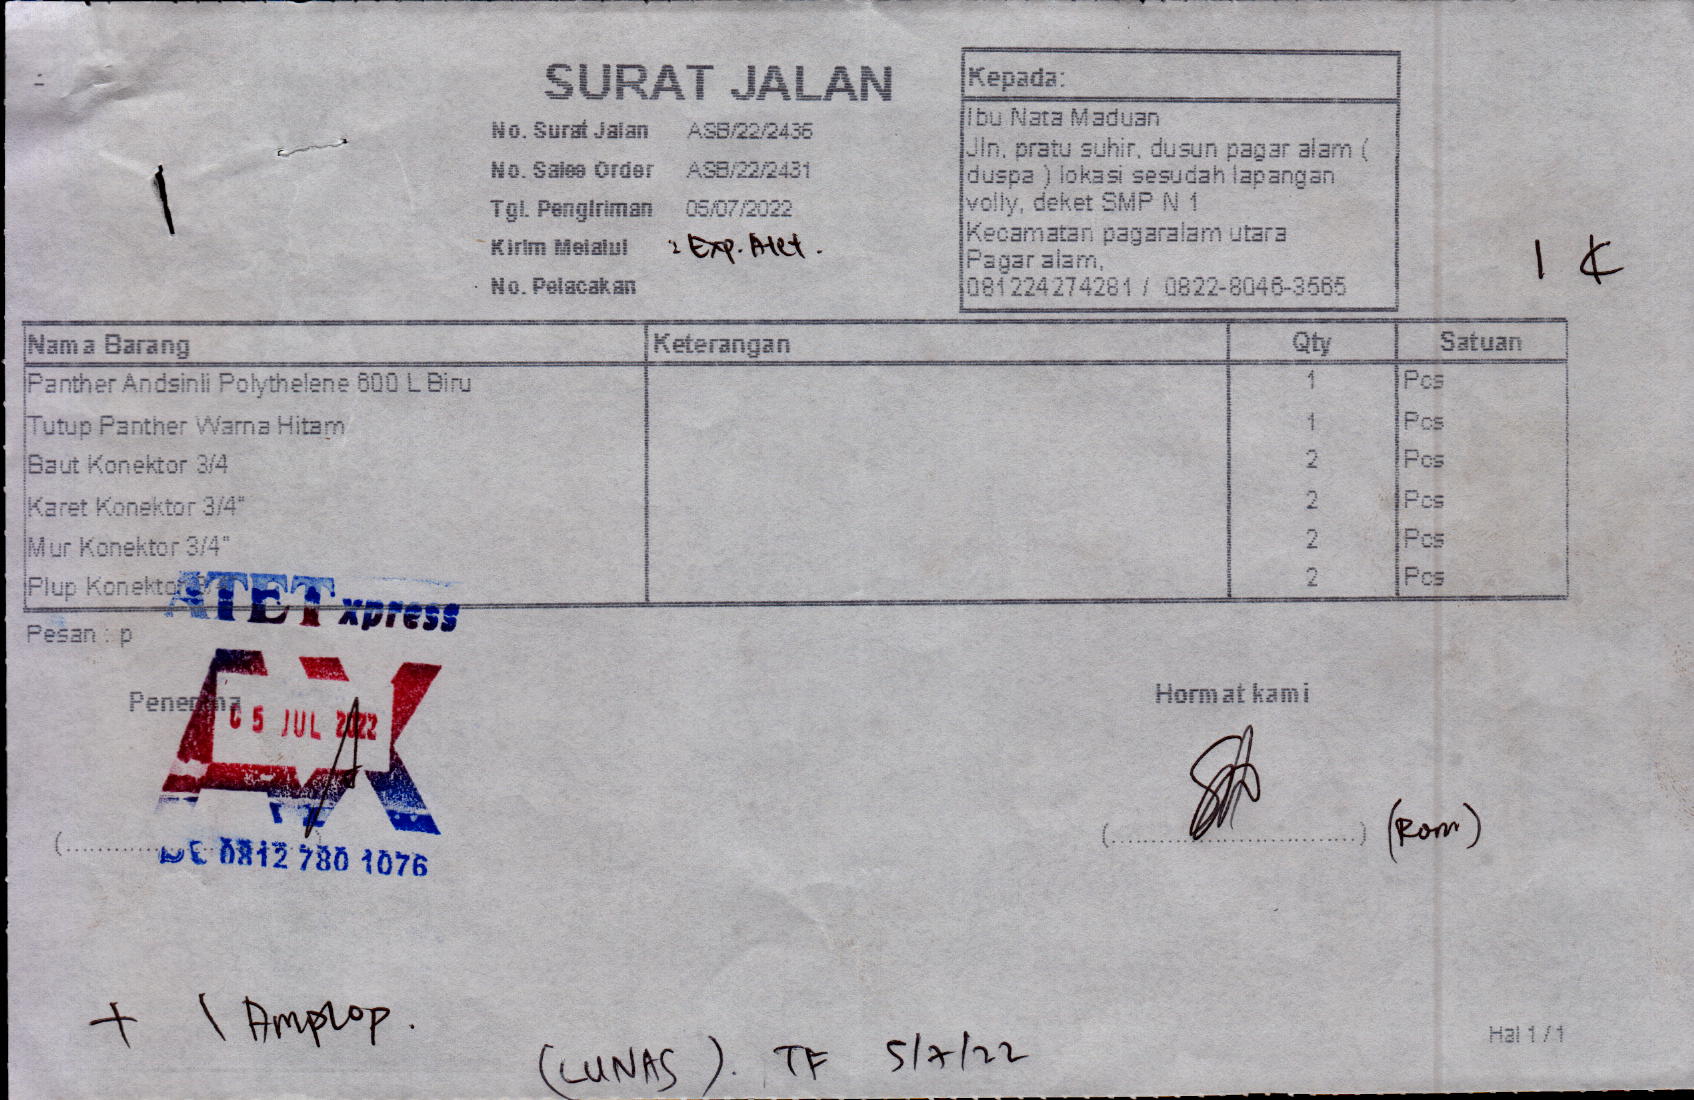 SURAT JALAN
No. Surat Jalan ASB/22/2436
No. Sales Order ASB/22/2431
Tgl. Pengiriman 05/07/2022
Kirim Melalui : Exp. Atet.
No. Pelacakan
Kepada:
Ibu Nata Maduan
Jln. pratu suhir, dusun pagar alam (
duspa ) lokasi sesudah lapangan
volly, deket SMP N 1
Kecamatan pagaralam utara
Pagar alam,
081224274281 / 0822-8046-3565
1
Nama Barang Keterangan Qty Satuan
Panther Andsinli Polythelene 600 L Biru 1 Pcs
Tutup Panther Warna Hitam 1 Pcs
Baut Konektor 3/4 2 Pcs
Karet Konektor 3/4" 2 Pcs
Mur Konektor 3/4" 2 Pcs
Plup Konektor 2 Pcs
ATET xpress
Pesan : p
Penerima
05 JUL 2022
AX
0812 780 1076
Hormat kami
(............................) (Rom)
+ 1 Amplop.
(LUNAS). TF 5/7/22
Hal 1 / 1